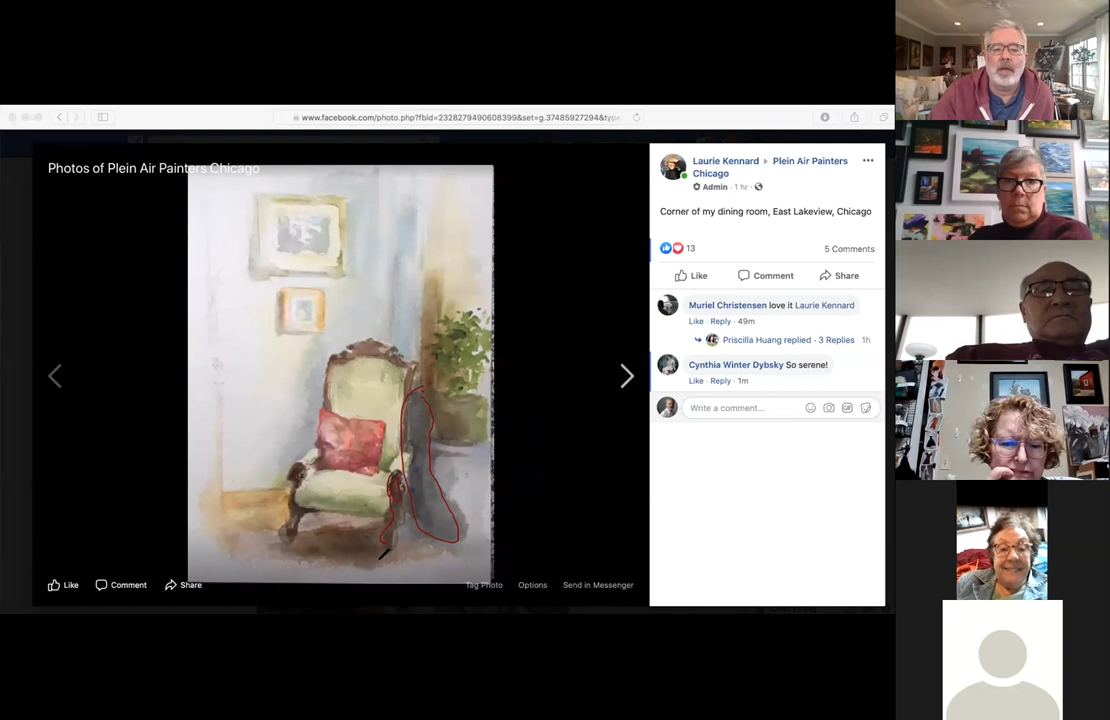 www.facebook.com/photo.php?fbid=2328279490608399&set=g.37485927294&type
Photos of Plein Air Painters Chicago
Laurie Kennard ▸ Plein Air Painters
Chicago
Admin · 1 hr ·
Corner of my dining room, East Lakeview, Chicago
13
5 Comments
Like Comment Share
Muriel Christensen love it Laurie Kennard
Like · Reply · 49m
Priscilla Huang replied · 3 Replies 1h
Cynthia Winter Dybsky So serene!
Like · Reply · 1m
Write a comment...
GIF
Like Comment Share
Tag Photo Options Send in Messenger